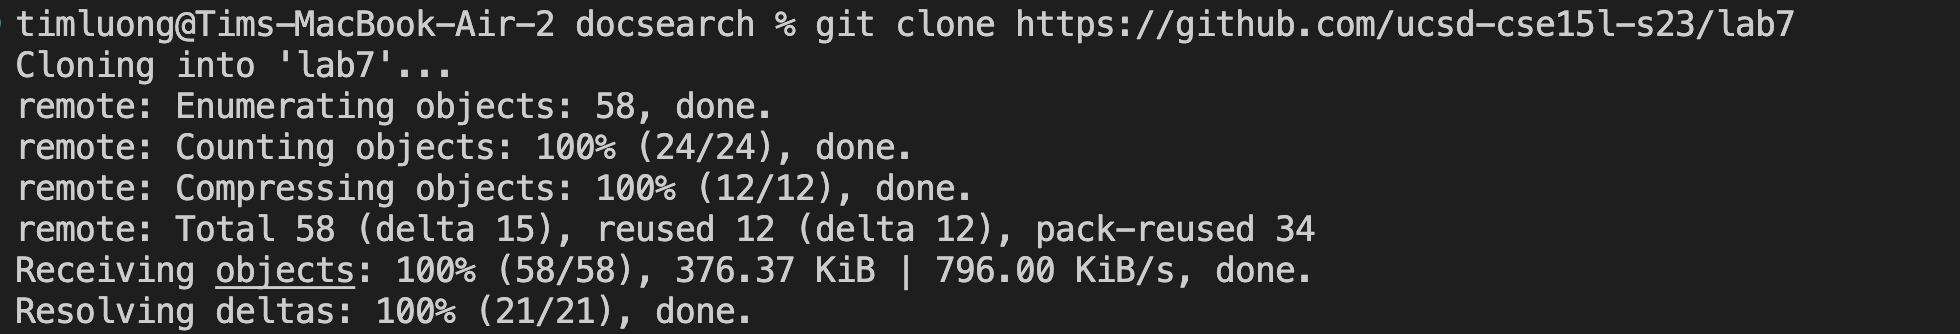 timluong@Tims-MacBook-Air-2 docsearch % git clone https://github.com/ucsd-cse15l-s23/lab7
Cloning into 'lab7'...
remote: Enumerating objects: 58, done.
remote: Counting objects: 100% (24/24), done.
remote: Compressing objects: 100% (12/12), done.
remote: Total 58 (delta 15), reused 12 (delta 12), pack-reused 34
Receiving objects: 100% (58/58), 376.37 KiB | 796.00 KiB/s, done.
Resolving deltas: 100% (21/21), done.